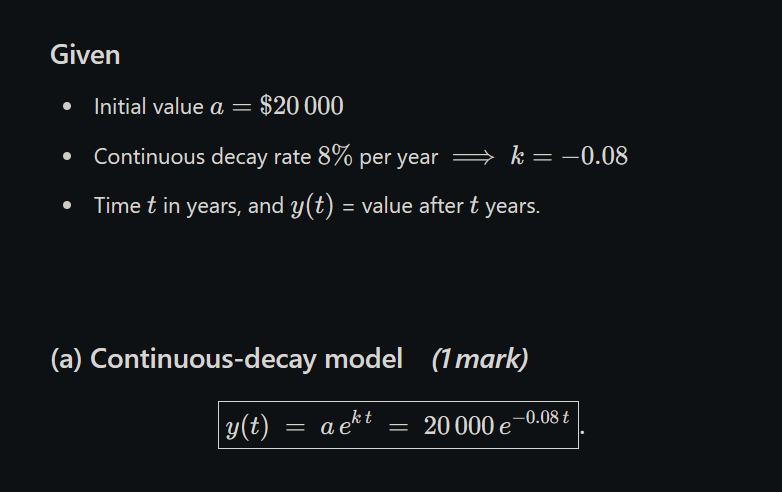 Given
• Initial value a = $20 000
• Continuous decay rate 8% per year ⟹ k = −0.08
• Time t in years, and y(t) = value after t years.
(a) Continuous-decay model (1 mark)
y(t) = a e^{k t} = 20 000 e^{−0.08 t}.